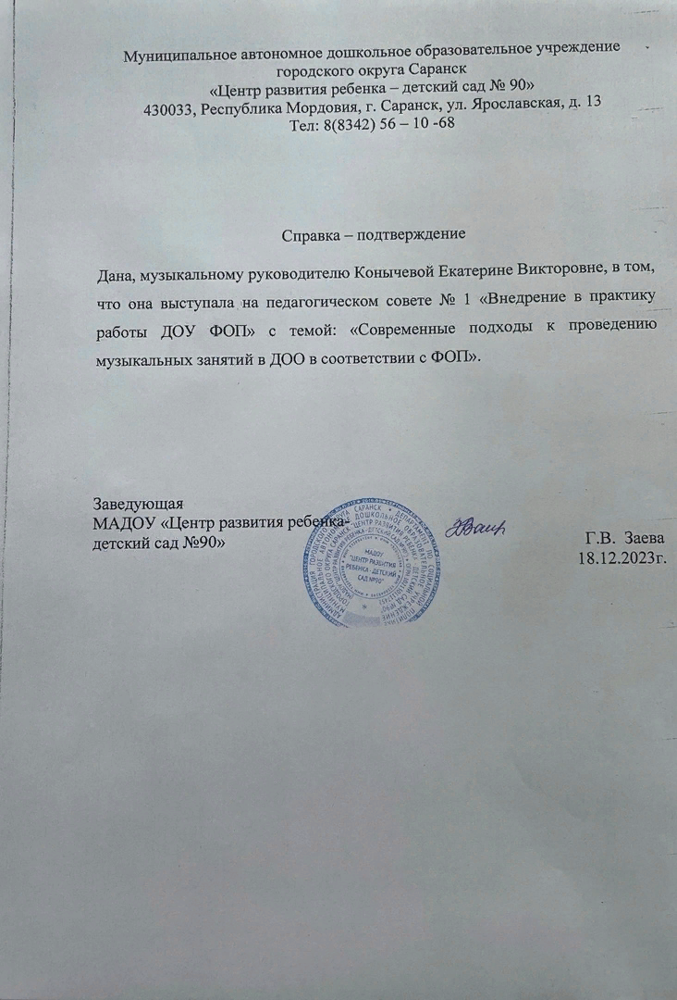 Муниципальное автономное дошкольное образовательное учреждение
городского округа Саранск
«Центр развития ребенка – детский сад № 90»
430033, Республика Мордовия, г. Саранск, ул. Ярославская, д. 13
Тел: 8(8342) 56 – 10 -68
Справка – подтверждение
Дана, музыкальному руководителю Конычевой Екатерине Викторовне, в том,
что она выступала на педагогическом совете № 1 «Внедрение в практику
работы ДОУ ФОП» с темой: «Современные подходы к проведению
музыкальных занятий в ДОО в соответствии с ФОП».
Заведующая
МАДОУ «Центр развития ребенка-
детский сад №90»
МАДОУ
"ЦЕНТР РАЗВИТИЯ
РЕБЕНКА - ДЕТСКИЙ
САД №90"
Г.В. Заева
18.12.2023г.